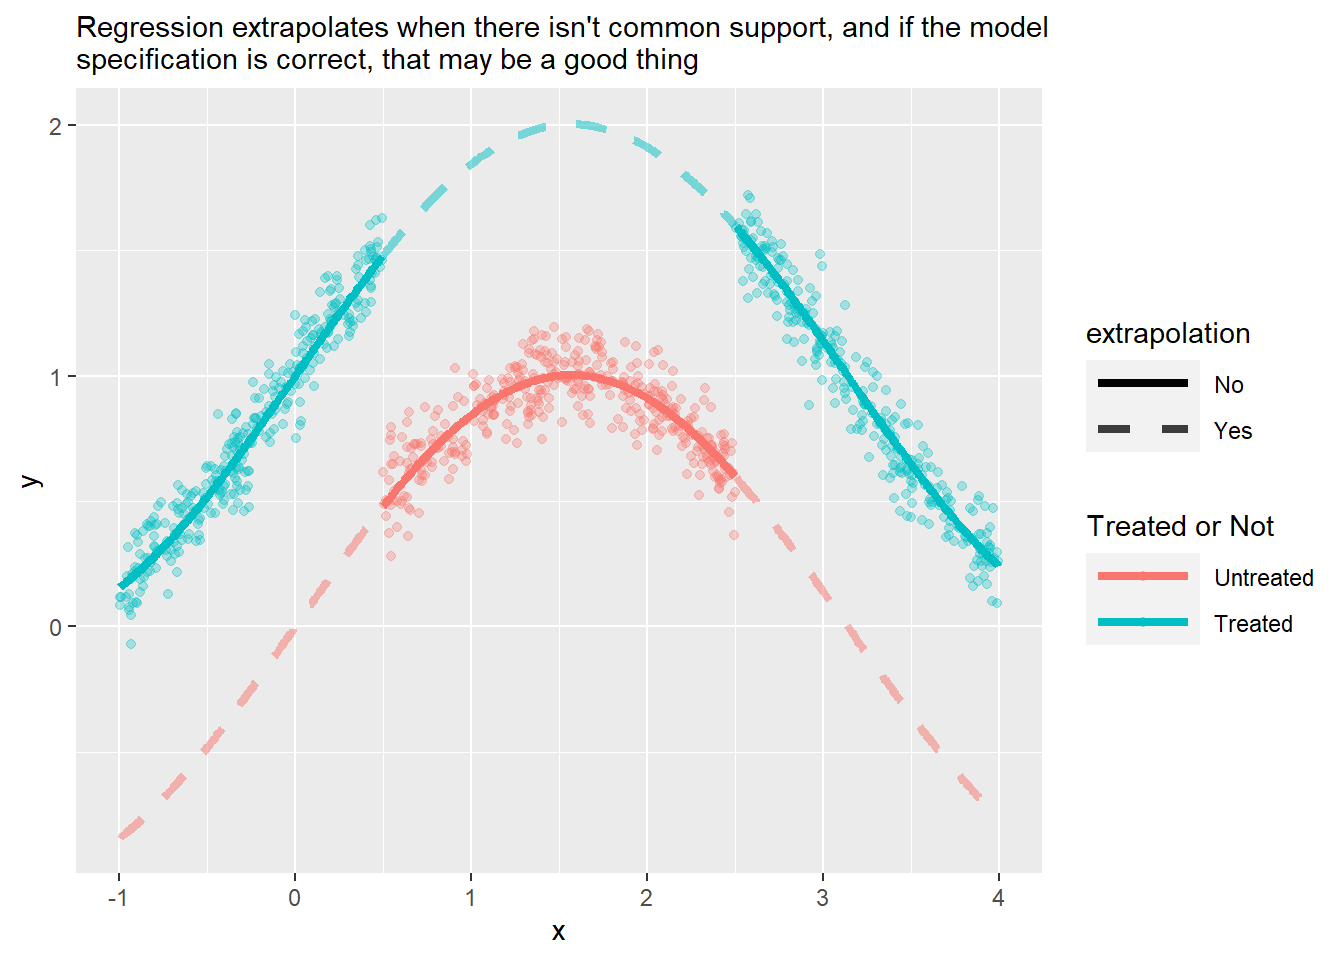 Regression extrapolates when there isn't common support, and if the model
specification is correct, that may be a good thing
2
1
0
y
-1
0
1
2
3
4
x
extrapolation
No
Yes
Treated or Not
Untreated
Treated